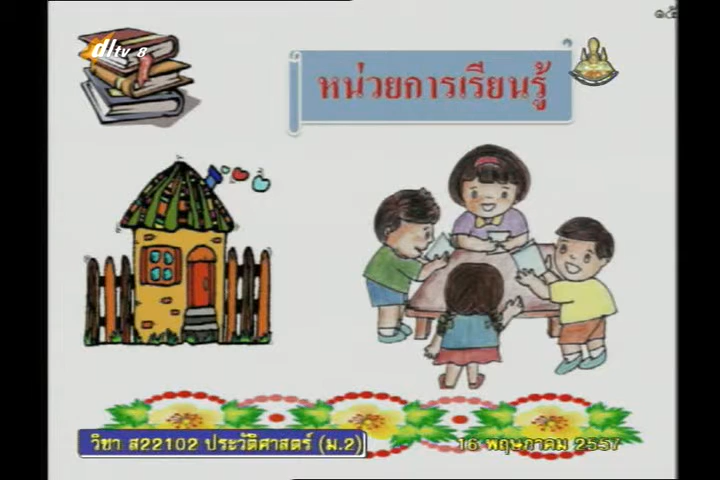 dltv 8
หน่วยการเรียนรู้
วิชา ส22102 ประวัติศาสตร์ (ม.2)
16 พฤษภาคม 2557